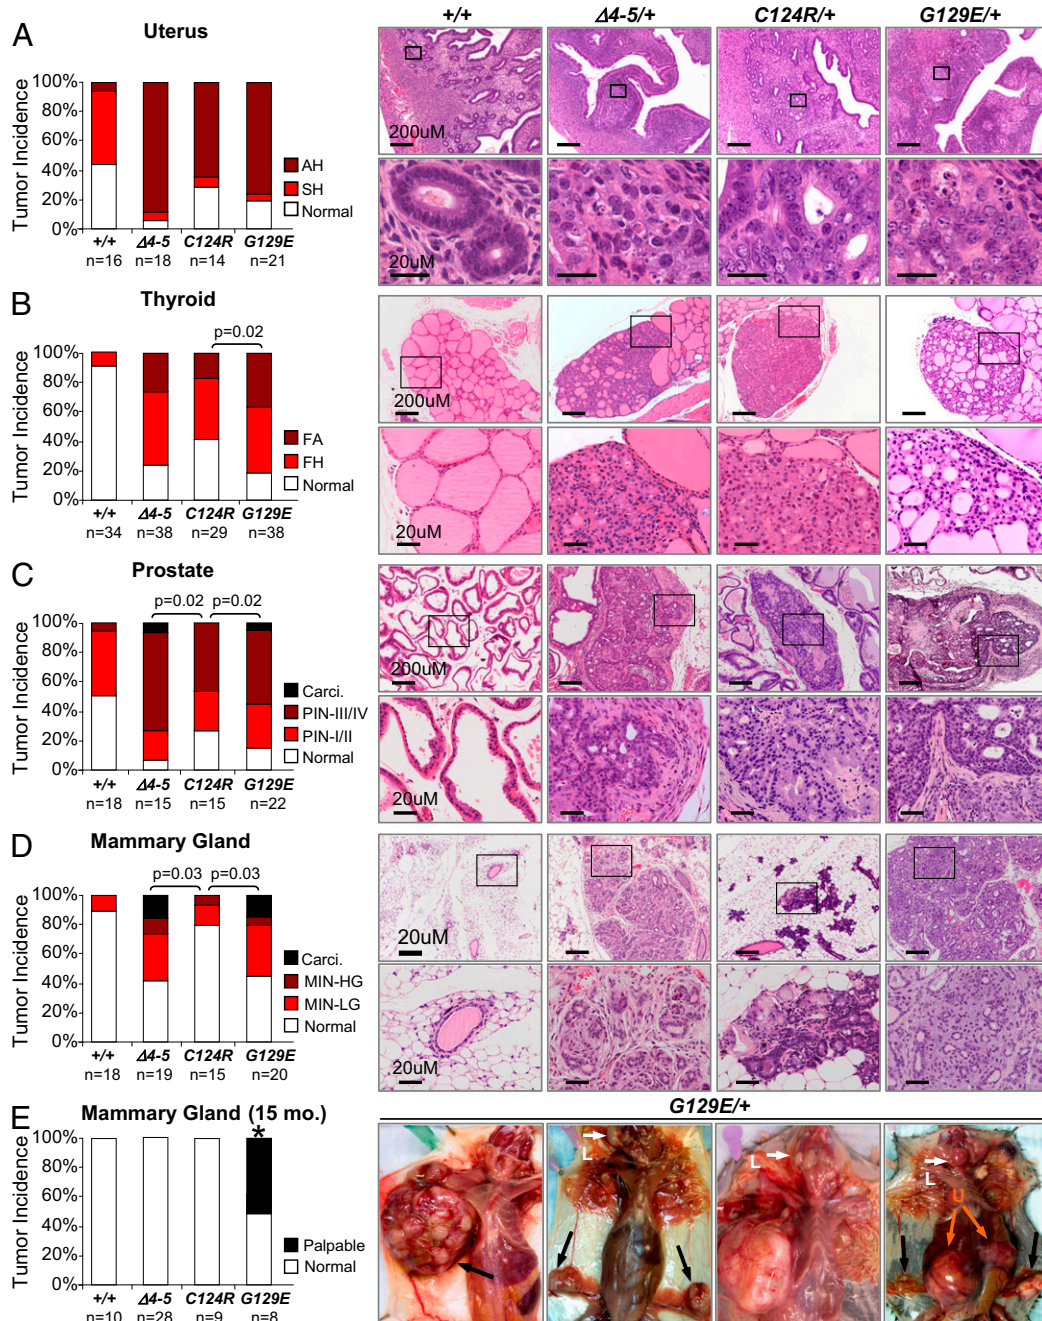 +/+ Δ4-5/+ C124R/+ G129E/+
A Uterus
Tumor Incidence
100%
80%
60%
40%
20%
0%
AH
SH
Normal
+/+ Δ4-5 C124R G129E
n=16 n=18 n=14 n=21
200uM
20uM
B Thyroid
p=0.02
Tumor Incidence
100%
80%
60%
40%
20%
0%
FA
FH
Normal
+/+ Δ4-5 C124R G129E
n=34 n=38 n=29 n=38
200uM
20uM
C Prostate
p=0.02 p=0.02
Tumor Incidence
100%
80%
60%
40%
20%
0%
Carci.
PIN-III/IV
PIN-I/II
Normal
+/+ Δ4-5 C124R G129E
n=18 n=15 n=15 n=22
200uM
20uM
D Mammary Gland
p=0.03 p=0.03
Tumor Incidence
100%
80%
60%
40%
20%
0%
Carci.
MIN-HG
MIN-LG
Normal
+/+ Δ4-5 C124R G129E
n=18 n=19 n=15 n=20
20uM
20uM
E Mammary Gland (15 mo.)
G129E/+
*
Tumor Incidence
100%
80%
60%
40%
20%
0%
Palpable
Normal
+/+ Δ4-5 C124R G129E
n=10 n=28 n=9 n=8
L
L
L
U